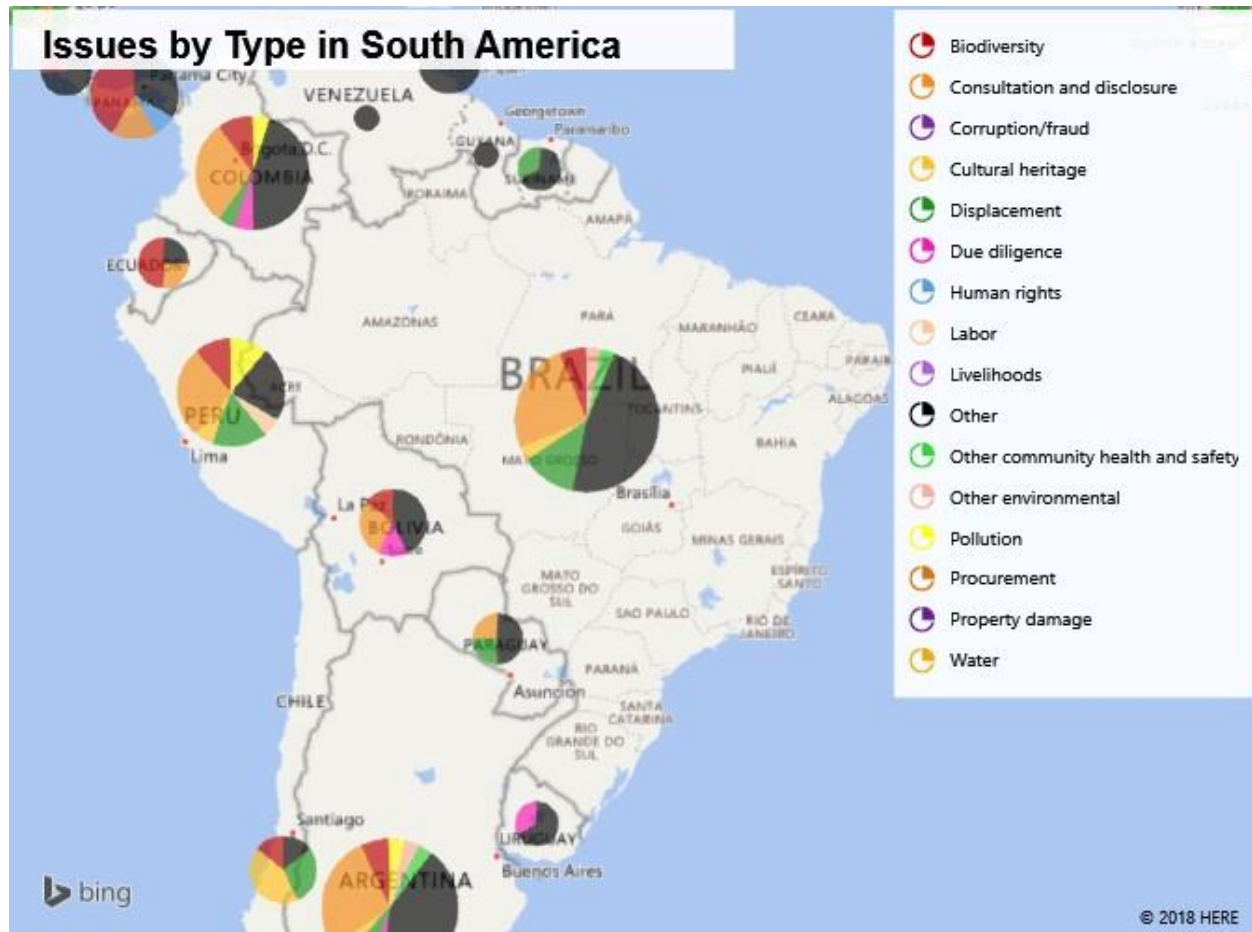 Issues by Type in South America
Panama City
PANAMA
VENEZUELA
Georgetown
Paramaribo
GUYANA
SURINAME
Bogota D.C.
COLOMBIA
RORAIMA
AMAPÁ
ECUADOR
AMAZONAS
PARÁ
MARANHÃO
CEARÁ
PIAUÍ
PARAIB
BRAZIL
ACRE
TOCANTINS
ALAGOAS
PERU
Lima
RONDÔNIA
MATO GROSSO
BAHIA
Brasília
La Paz
BOLIVIA
GOIÁS
MINAS GERAIS
ESPÍRITO
SANTO
MATO
GROSSO DO
SUL
SAO PAULO
RIO DE
JANEIRO
PARAGUAY
PARANÁ
Asunción
CHILE
SANTA
CATARINA
RIO
GRANDE DO
SUL
Santiago
URUGUAY
Buenos Aires
ARGENTINA
bing
Biodiversity
Consultation and disclosure
Corruption/fraud
Cultural heritage
Displacement
Due diligence
Human rights
Labor
Livelihoods
Other
Other community health and safety
Other environmental
Pollution
Procurement
Property damage
Water
© 2018 HERE